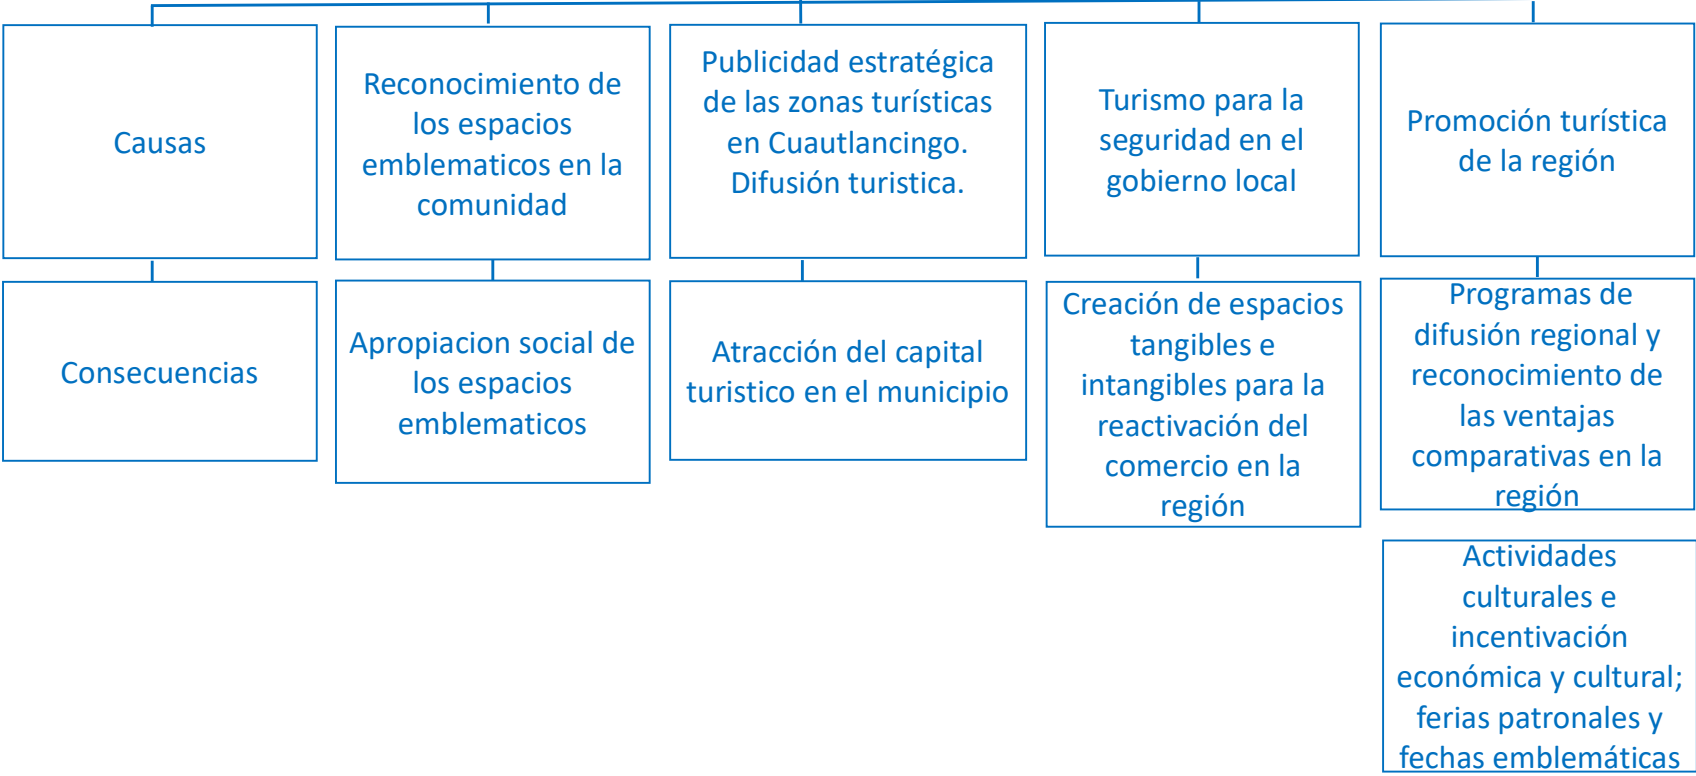 Causas
Reconocimiento de
los espacios
emblematicos en la
comunidad
Publicidad estratégica
de las zonas turísticas
en Cuautlancingo.
Difusión turistica.
Turismo para la
seguridad en el
gobierno local
Promoción turística
de la región
Consecuencias
Apropiacion social de
los espacios
emblematicos
Atracción del capital
turistico en el municipio
Creación de espacios
tangibles e
intangibles para la
reactivación del
comercio en la
región
Programas de
difusión regional y
reconocimiento de
las ventajas
comparativas en la
región
Actividades
culturales e
incentivación
económica y cultural;
ferias patronales y
fechas emblemáticas